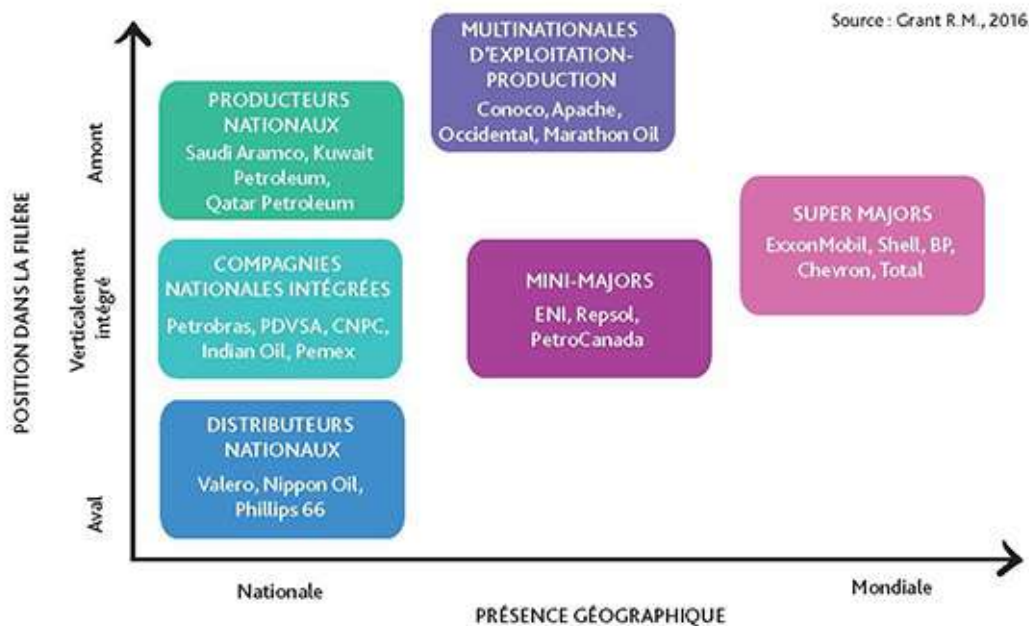 Source : Grant R.M., 2016
MULTINATIONALES
D'EXPLOITATION-
PRODUCTION
Conoco, Apache,
Occidental, Marathon Oil
PRODUCTEURS
NATIONAUX
Saudi Aramco, Kuwait
Petroleum,
Qatar Petroleum
SUPER MAJORS
ExxonMobil, Shell, BP,
Chevron, Total
COMPAGNIES
NATIONALES INTÉGRÉES
Petrobras, PDVSA, CNPC,
Indian Oil, Pemex
MINI-MAJORS
ENI, Repsol,
PetroCanada
DISTRIBUTEURS
NATIONAUX
Valero, Nippon Oil,
Phillips 66
POSITION DANS LA FILIÈRE
Amont
Verticalement
intégré
Aval
Nationale
Mondiale
PRÉSENCE GÉOGRAPHIQUE